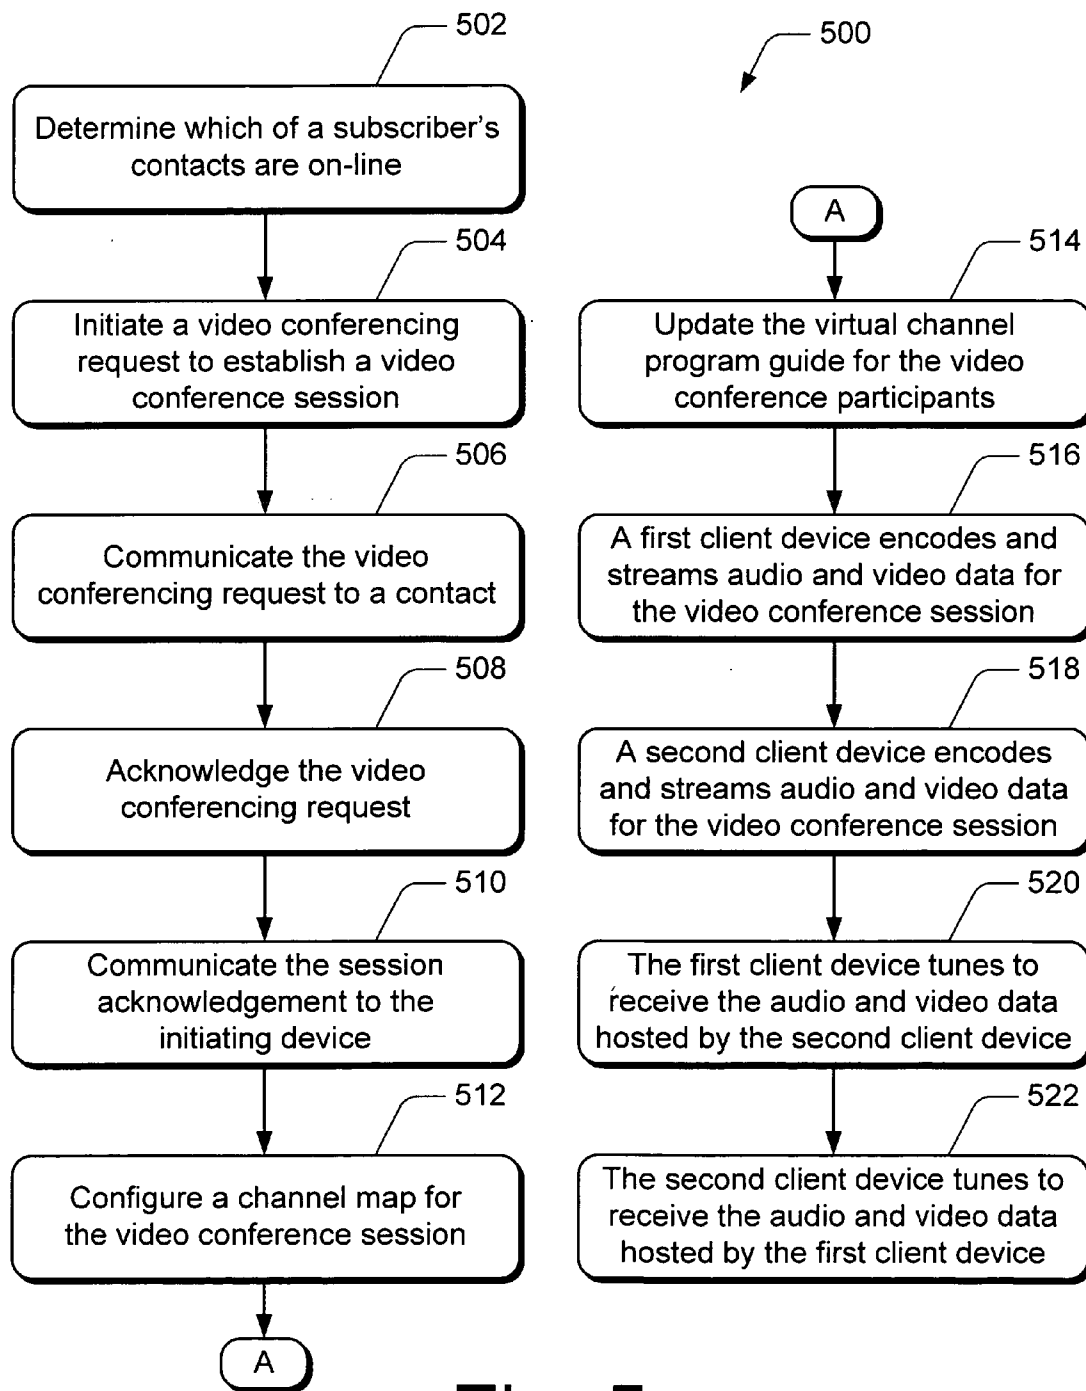 502
Determine which of a subscriber's
contacts are on-line
504
Initiate a video conferencing
request to establish a video
conference session
506
Communicate the video
conferencing request to a contact
508
Acknowledge the video
conferencing request
510
Communicate the session
acknowledgement to the
initiating device
512
Configure a channel map for
the video conference session
A
500
A
514
Update the virtual channel
program guide for the video
conference participants
516
A first client device encodes and
streams audio and video data for
the video conference session
518
A second client device encodes
and streams audio and video data
for the video conference session
520
The first client device tunes to
receive the audio and video data
hosted by the second client device
522
The second client device tunes to
receive the audio and video data
hosted by the first client device